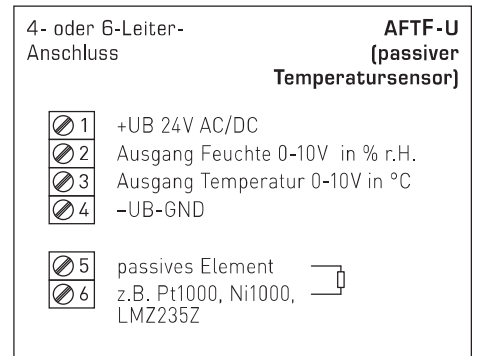 4- oder 6-Leiter-
Anschluss
AFTF-U
(passiver
Temperatursensor)
1 +UB 24V AC/DC
2 Ausgang Feuchte 0-10V in % r.H.
3 Ausgang Temperatur 0-10V in °C
4 –UB-GND
5 passives Element
6 z.B. Pt1000, Ni1000,
LMZ235Z